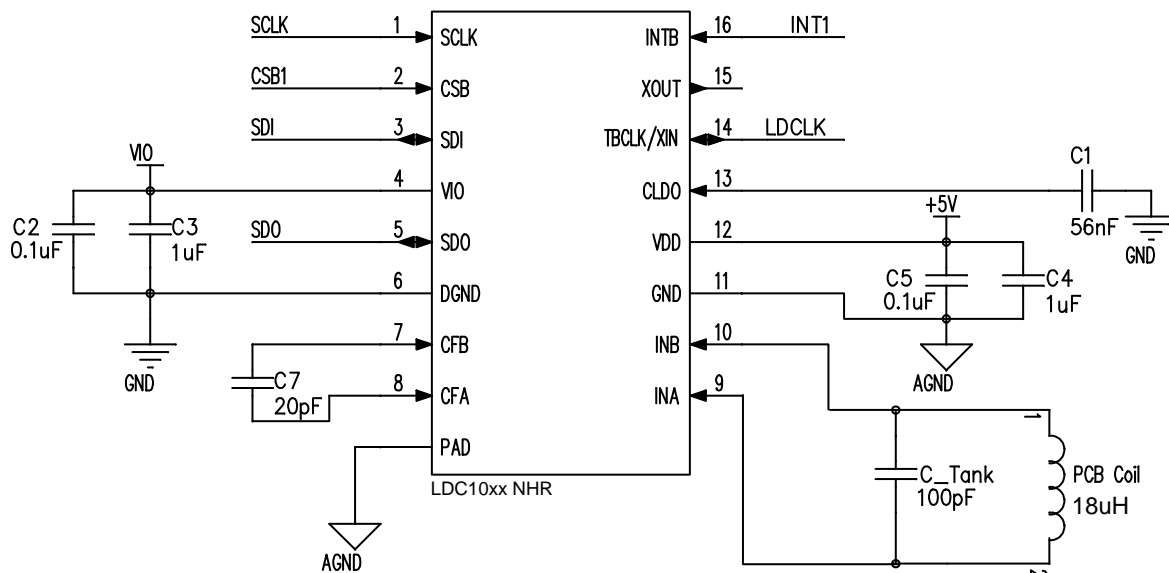 SCLK 1 SCLK
CSB1 2 CSB
SDI 3 SDI
VIO
4 VIO
C2
0.1uF
C3
1uF
SDO 5 SDO
6 DGND
GND
7 CFB
C7
20pF
8 CFA
PAD
AGND
LDC10xx NHR
INTB 16 INT1
XOUT 15
TBCLK/XIN 14 LDCLK
CLDO 13
C1
56nF
GND
+5V
VDD 12
C5
0.1uF
C4
1uF
GND 11
AGND
INB 10
INA 9
1
C_Tank
100pF
PCB Coil
18uH
2